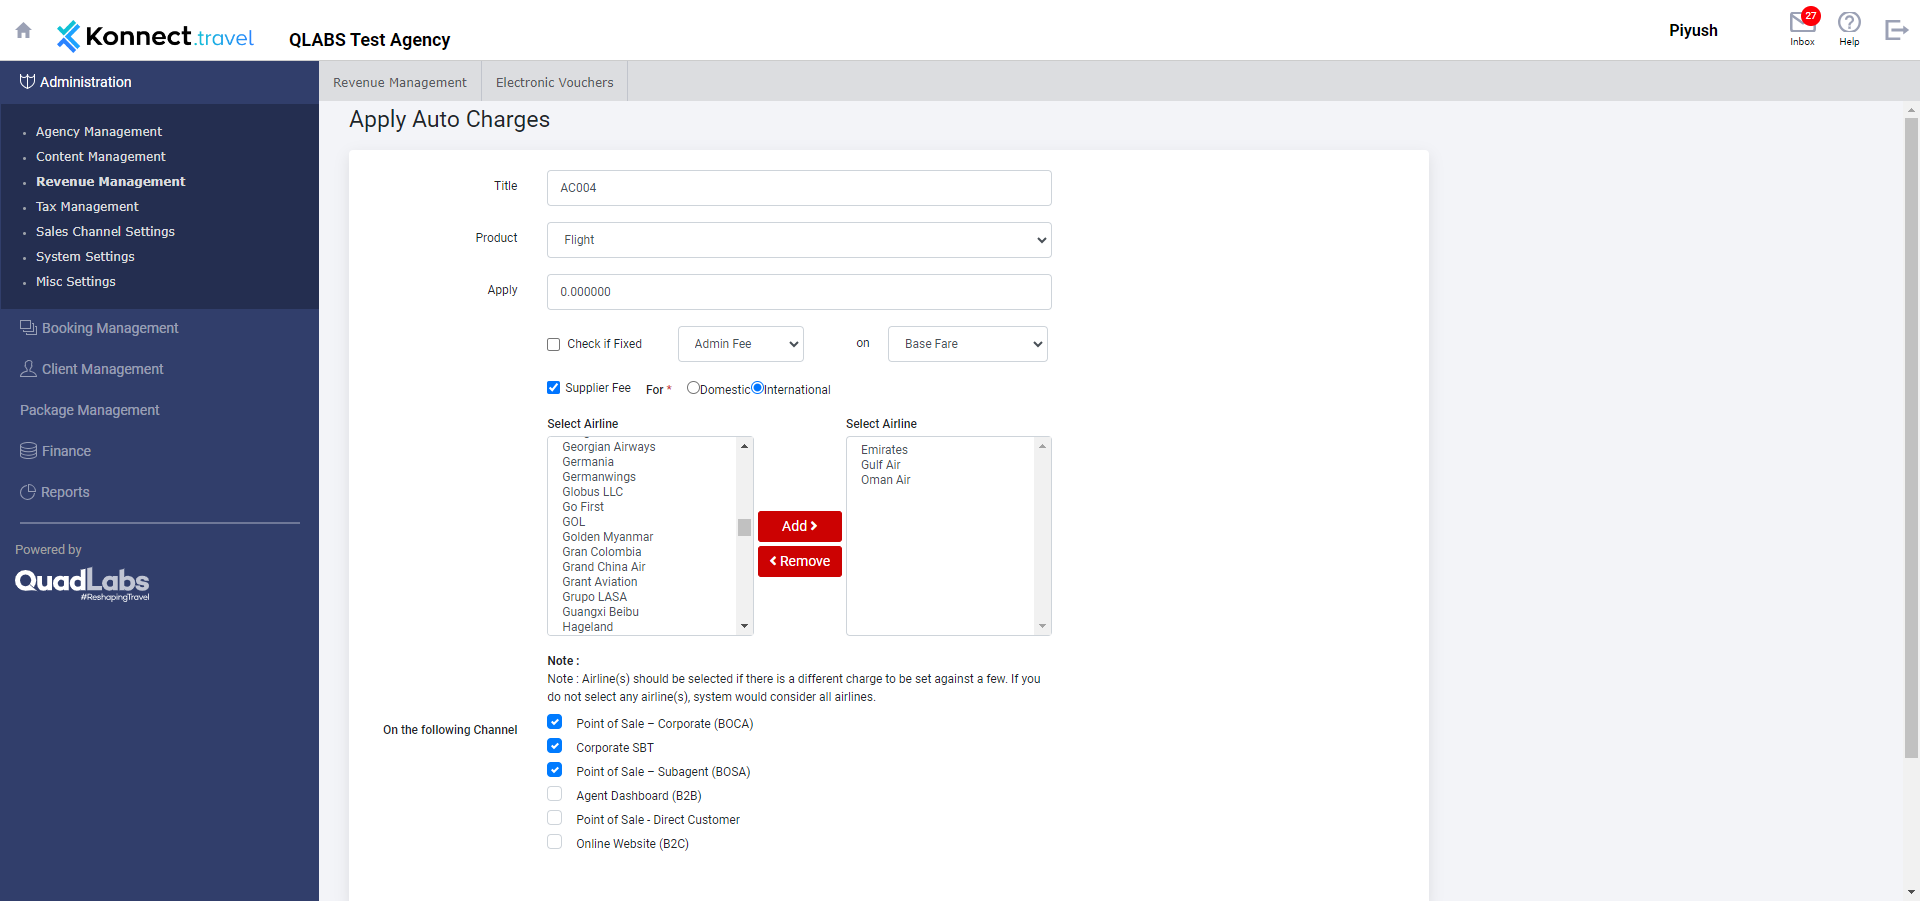 Konnect.travel
QLABS Test Agency
Piyush
27
Inbox
Help
Administration
Revenue Management
Electronic Vouchers
Agency Management
Content Management
Revenue Management
Tax Management
Sales Channel Settings
System Settings
Misc Settings
Booking Management
Client Management
Package Management
Finance
Reports
Powered by
QuadLabs
#ReshapingTravel
Apply Auto Charges
Title
AC004
Product
Flight
Apply
0.000000
Check if Fixed
Admin Fee
on
Base Fare
Supplier Fee
For *
Domestic
International
Select Airline
Georgian Airways
Germania
Germanwings
Globus LLC
Go First
GOL
Golden Myanmar
Gran Colombia
Grand China Air
Grant Aviation
Grupo LASA
Guangxi Beibu
Hageland
Add
Remove
Select Airline
Emirates
Gulf Air
Oman Air
Note :
Note : Airline(s) should be selected if there is a different charge to be set against a few. If you
do not select any airline(s), system would consider all airlines.
On the following Channel
Point of Sale – Corporate (BOCA)
Corporate SBT
Point of Sale – Subagent (BOSA)
Agent Dashboard (B2B)
Point of Sale - Direct Customer
Online Website (B2C)